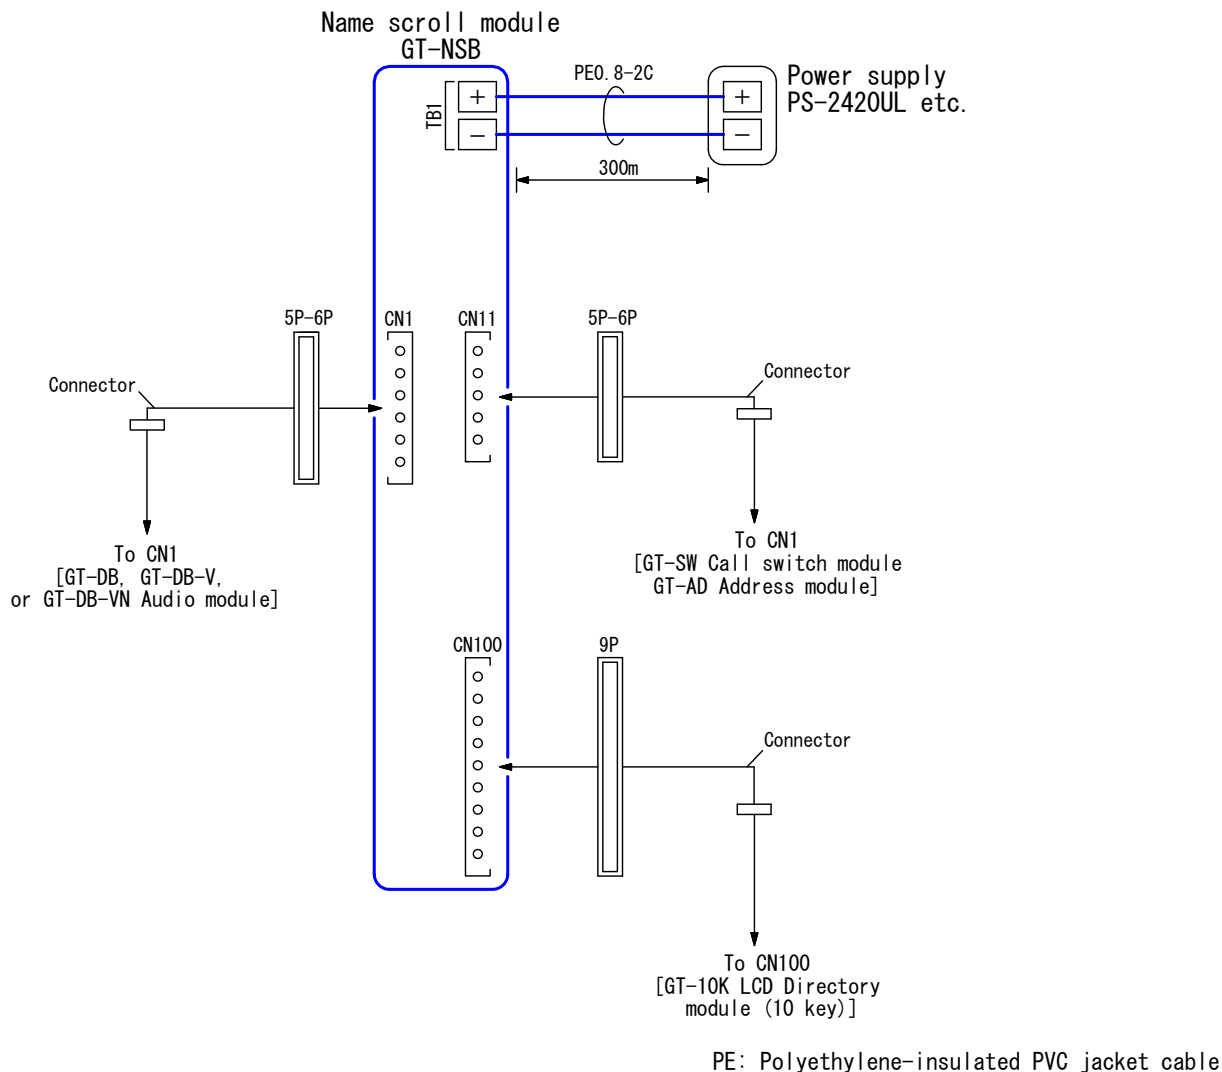 Name scroll module
GT-NSB
PE0.8-2C
Power supply
PS-2420UL etc.
TB1
+
−
+
−
300m
5P-6P
CN1
CN11
5P-6P
Connector
Connector
To CN1
[GT-DB, GT-DB-V,
or GT-DB-VN Audio module]
To CN1
[GT-SW Call switch module
GT-AD Address module]
CN100
9P
Connector
To CN100
[GT-10K LCD Directory
module (10 key)]
PE: Polyethylene-insulated PVC jacket cable